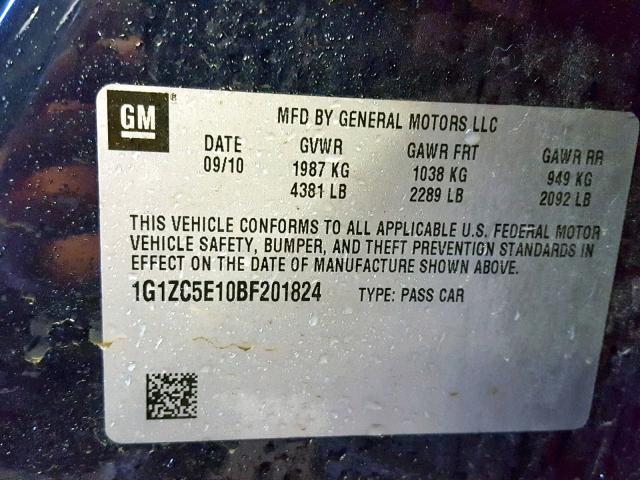 GM®
MFD BY GENERAL MOTORS LLC
DATE GVWR GAWR FRT GAWR RR
09/10 1987 KG 1038 KG 949 KG
4381 LB 2289 LB 2092 LB
THIS VEHICLE CONFORMS TO ALL APPLICABLE U.S. FEDERAL MOTOR
VEHICLE SAFETY, BUMPER, AND THEFT PREVENTION STANDARDS IN
EFFECT ON THE DATE OF MANUFACTURE SHOWN ABOVE.
1G1ZC5E10BF201824 TYPE: PASS CAR